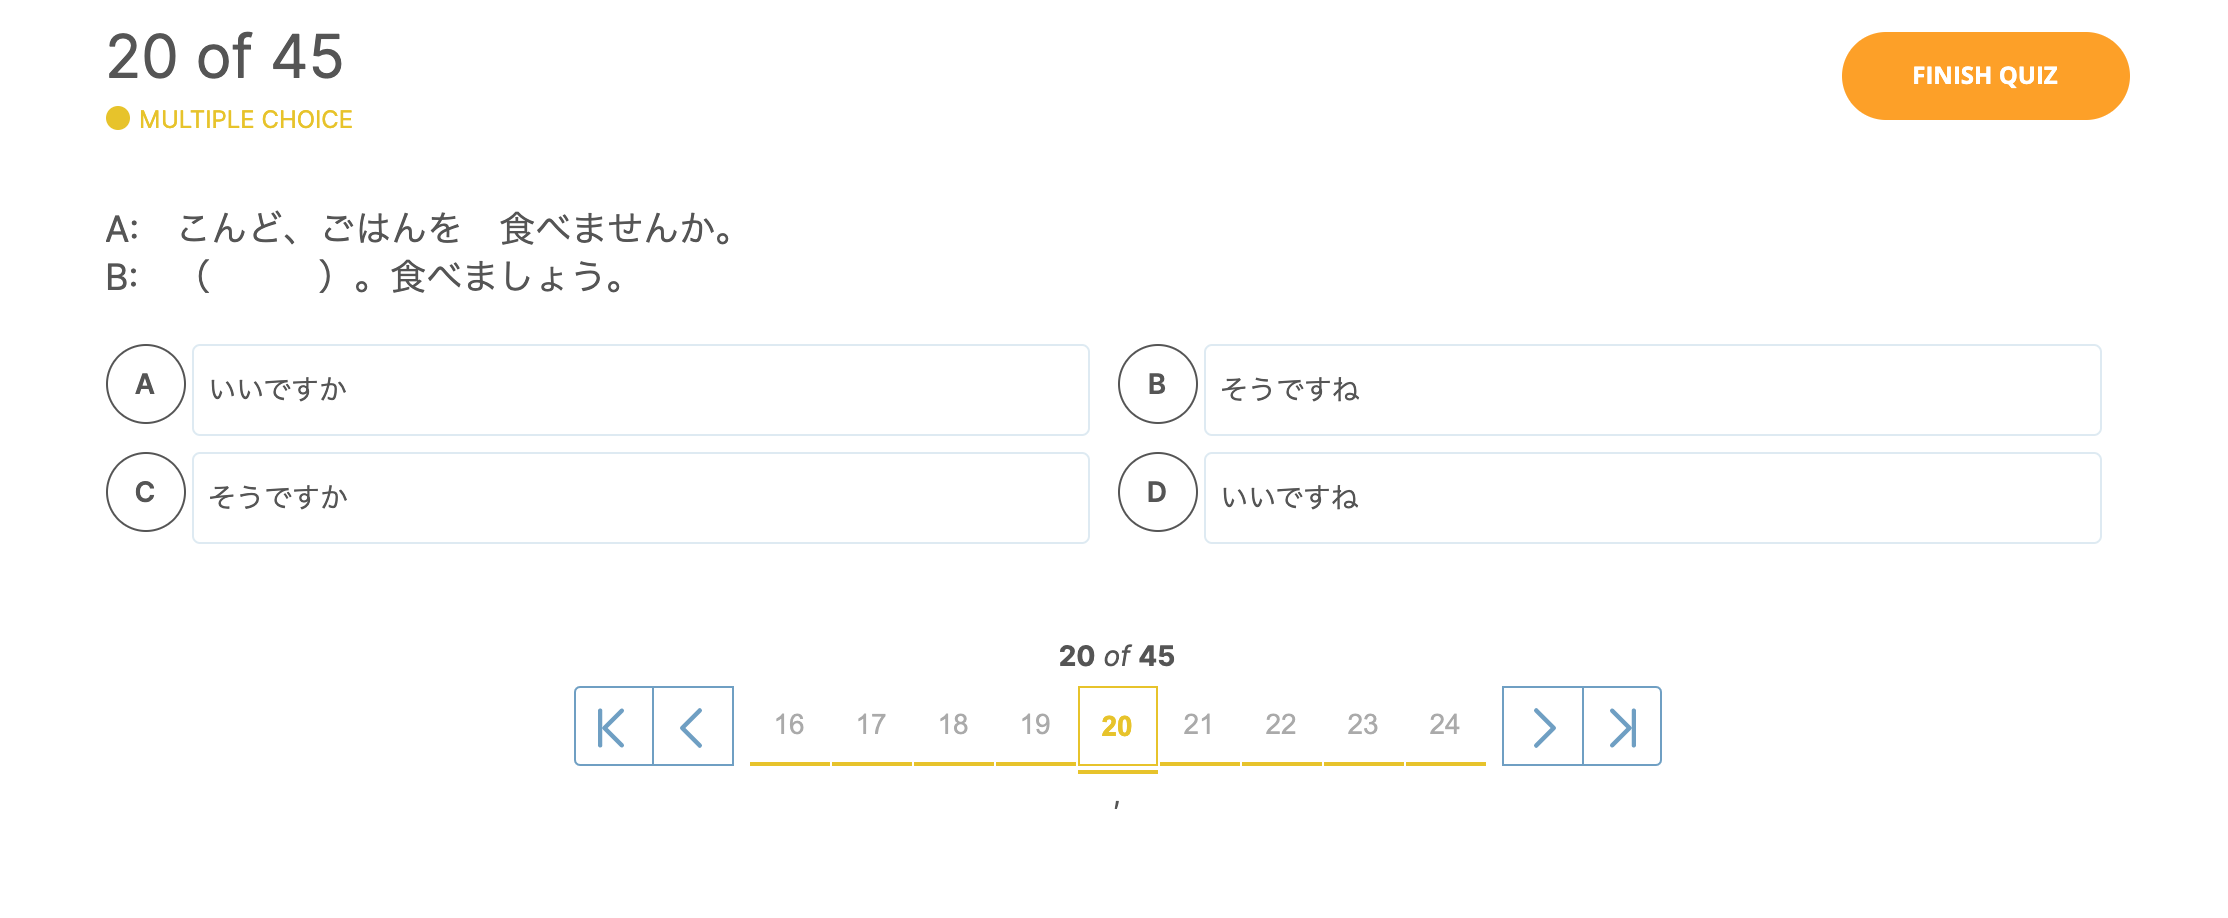 20 of 45
FINISH QUIZ
MULTIPLE CHOICE
A:　こんど、ごはんを　食べませんか。
B:　（　　　）。食べましょう。
A いいですか
B そうですね
C そうですか
D いいですね
20 of 45
16 17 18 19 20 21 22 23 24
,